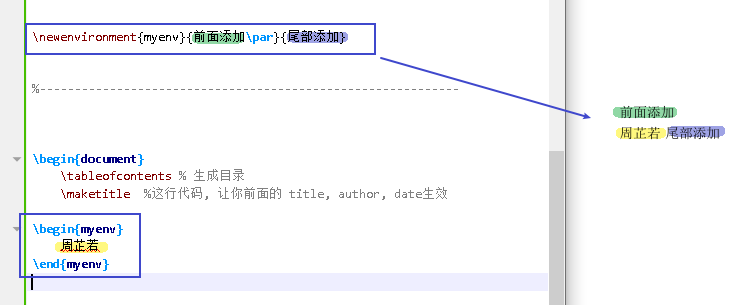 \newenvironment{myenv}{前面添加\par}{尾部添加}
%------------------------------------------------------------
前面添加
周芷若 尾部添加
\begin{document}
\tableofcontents % 生成目录
\maketitle %这行代码, 让你前面的 title, author, date生效
\begin{myenv}
周芷若
\end{myenv}